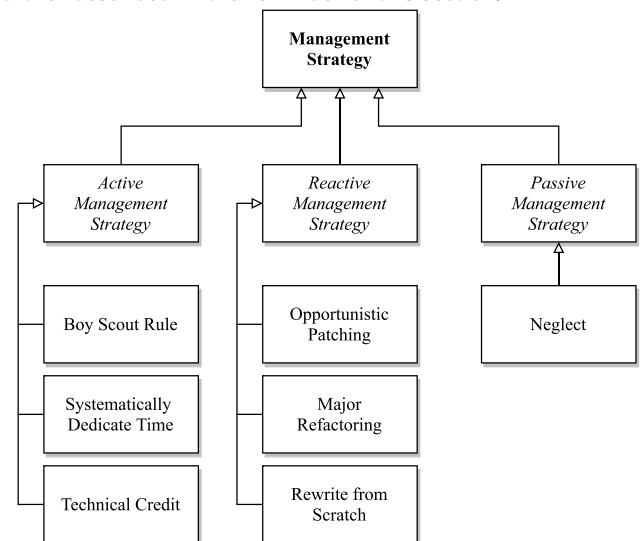 Management
Strategy
Active
Management
Strategy
Reactive
Management
Strategy
Passive
Management
Strategy
Boy Scout Rule
Opportunistic
Patching
Neglect
Systematically
Dedicate Time
Major
Refactoring
Technical Credit
Rewrite from
Scratch